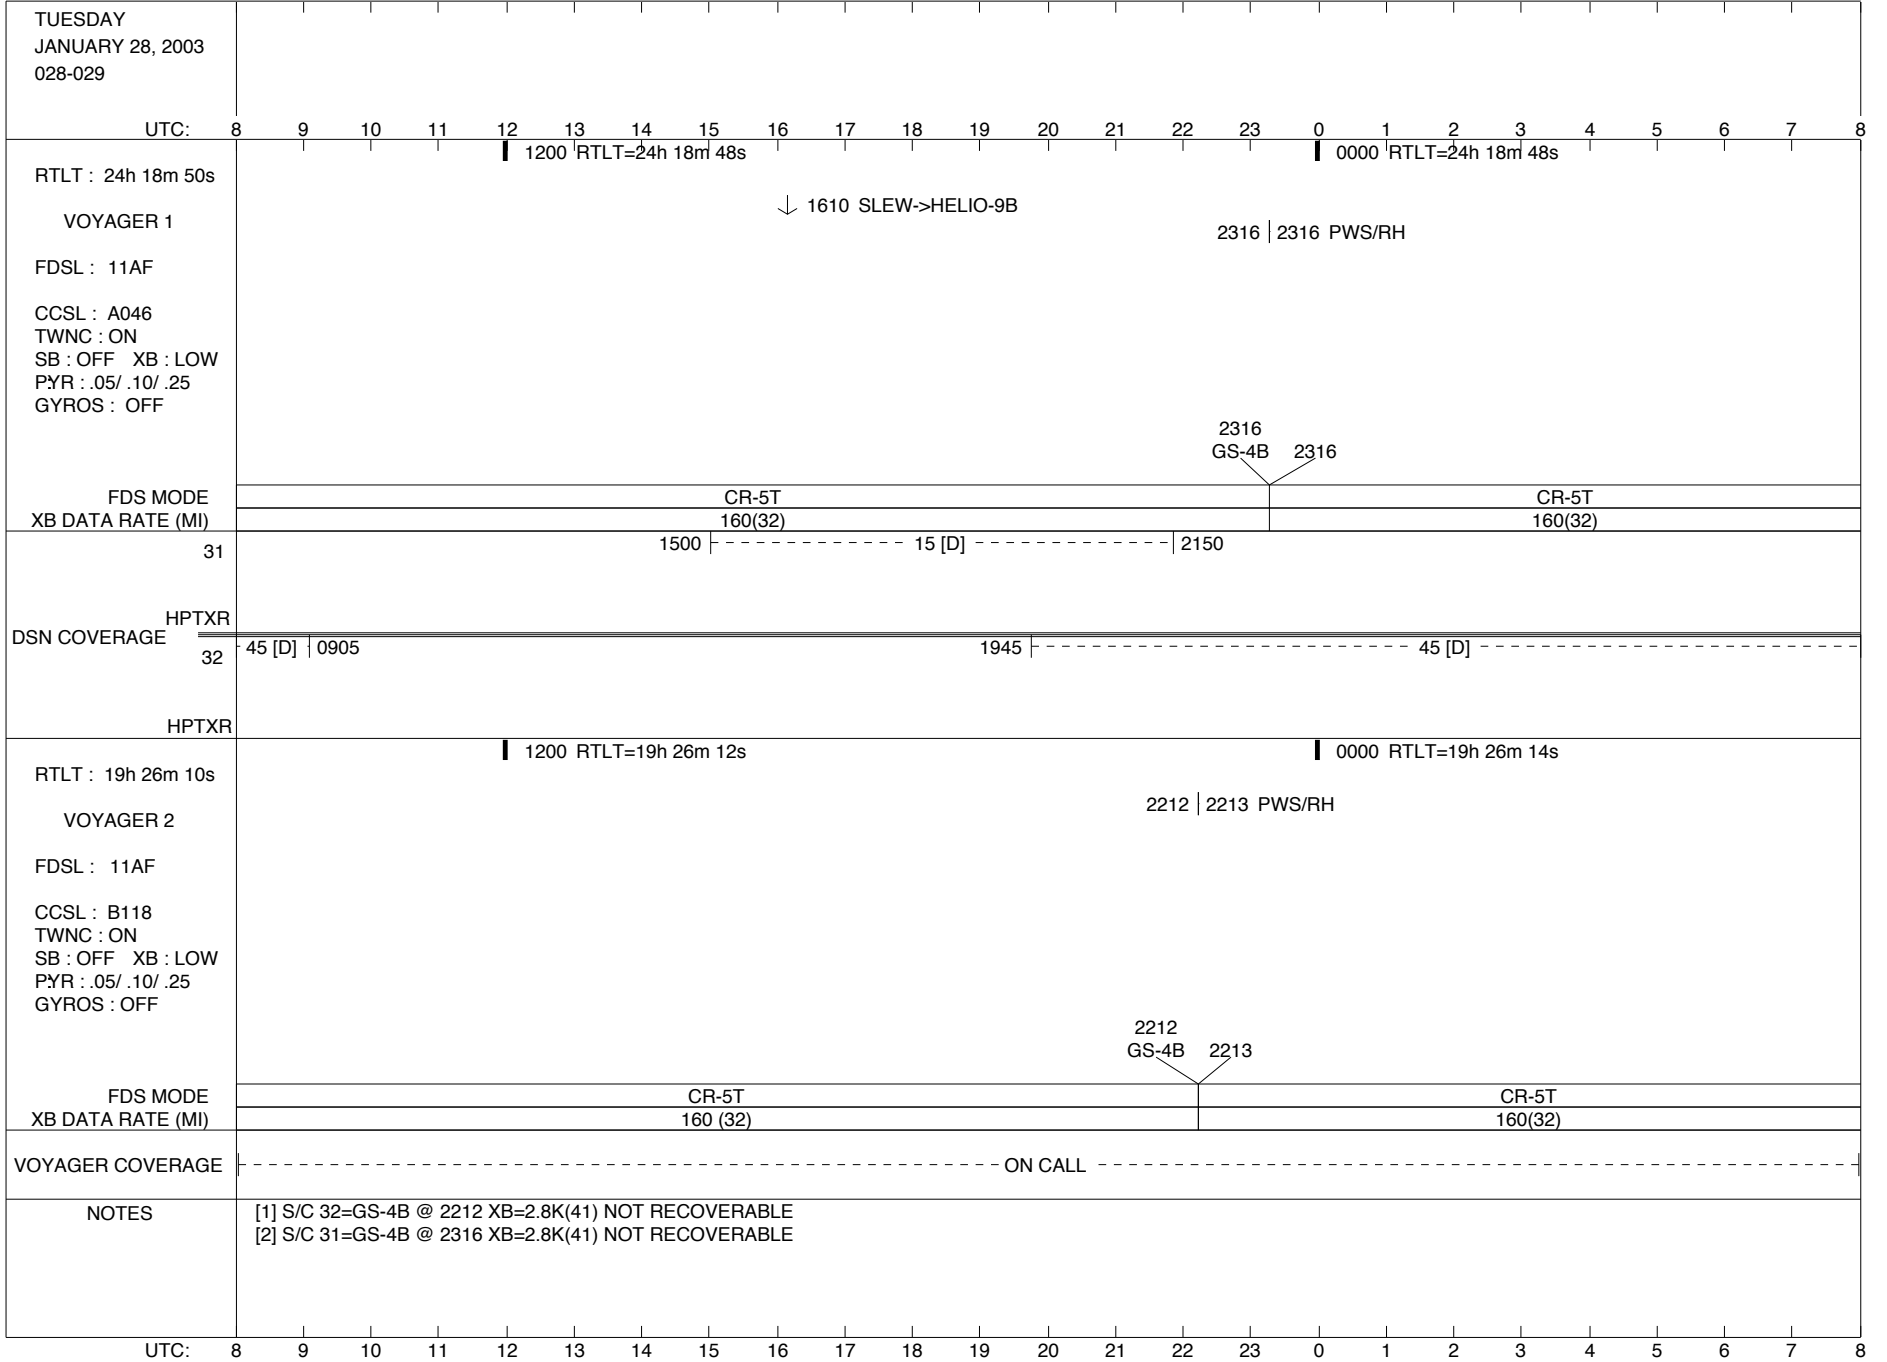 TUESDAY
JANUARY 28, 2003
028-029
UTC: 8 9 10 11 12 13 14 15 16 17 18 19 20 21 22 23 0 1 2 3 4 5 6 7 8
1200 RTLT=24h 18m 48s 0000 RTLT=24h 18m 48s
RTLT : 24h 18m 50s
1610 SLEW->HELIO-9B
VOYAGER 1
2316 2316 PWS/RH
FDSL : 11AF
CCSL : A046
TWNC : ON
SB : OFF XB : LOW
P:YR : .05/ .10/ .25
GYROS : OFF
2316
GS-4B 2316
FDS MODE CR-5T CR-5T
XB DATA RATE (MI) 160(32) 160(32)
31 1500 15 [D] 2150
HPTXR
DSN COVERAGE
32 45 [D] 0905 1945 45 [D]
HPTXR
1200 RTLT=19h 26m 12s 0000 RTLT=19h 26m 14s
RTLT : 19h 26m 10s
2212 2213 PWS/RH
VOYAGER 2
FDSL : 11AF
CCSL : B118
TWNC : ON
SB : OFF XB : LOW
P:YR : .05/ .10/ .25
GYROS : OFF
2212
GS-4B 2213
FDS MODE CR-5T CR-5T
XB DATA RATE (MI) 160 (32) 160(32)
VOYAGER COVERAGE ON CALL
NOTES [1] S/C 32=GS-4B @ 2212 XB=2.8K(41) NOT RECOVERABLE
[2] S/C 31=GS-4B @ 2316 XB=2.8K(41) NOT RECOVERABLE
UTC: 8 9 10 11 12 13 14 15 16 17 18 19 20 21 22 23 0 1 2 3 4 5 6 7 8